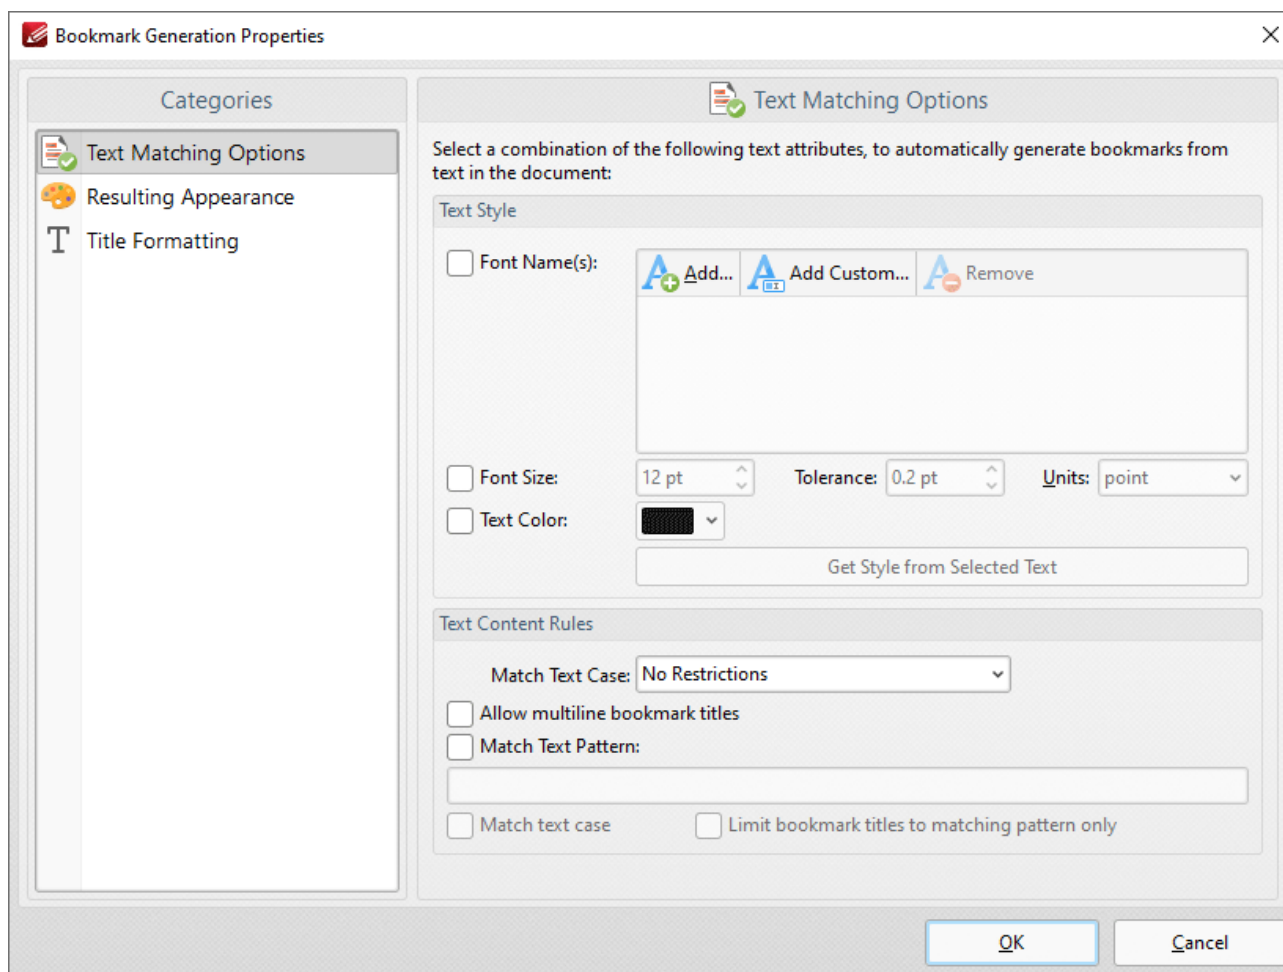 Bookmark Generation Properties
Categories
Text Matching Options
Resulting Appearance
Title Formatting
Text Matching Options
Select a combination of the following text attributes, to automatically generate bookmarks from
text in the document:
Text Style
Font Name(s):
Add...
Add Custom...
Remove
Font Size:
12 pt
Tolerance:
0.2 pt
Units:
point
Text Color:
Get Style from Selected Text
Text Content Rules
Match Text Case:
No Restrictions
Allow multiline bookmark titles
Match Text Pattern:
Match text case
Limit bookmark titles to matching pattern only
OK
Cancel